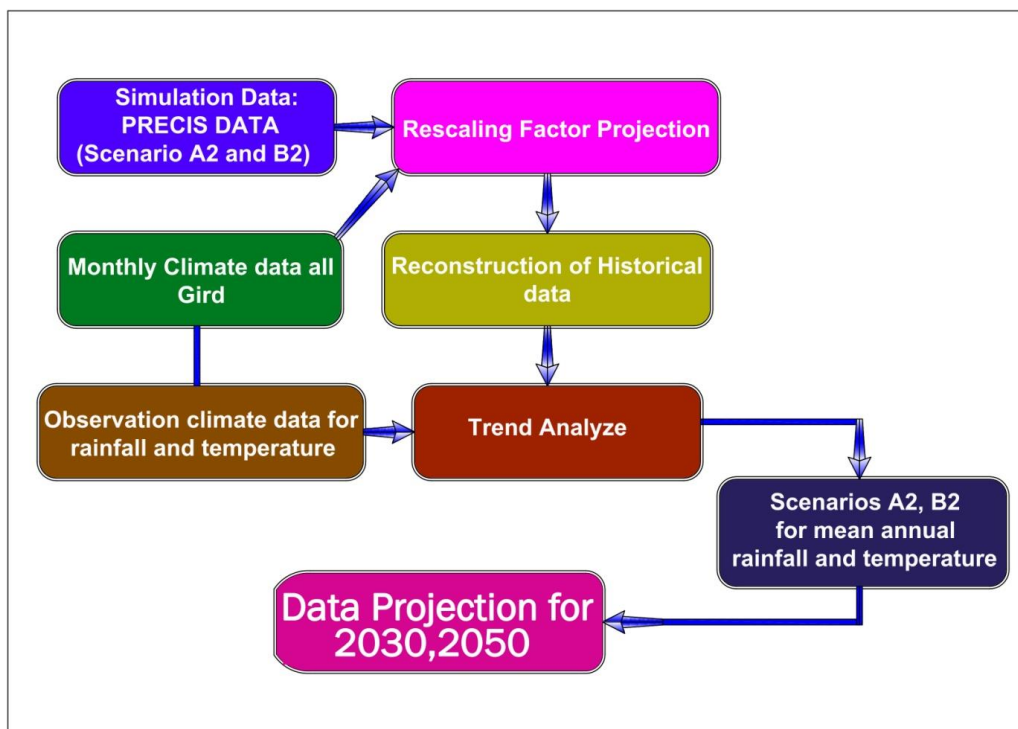 Simulation Data:
PRECIS DATA
(Scenario A2 and B2)
Rescaling Factor Projection
Monthly Climate data all
Gird
Reconstruction of Historical
data
Observation climate data for
rainfall and temperature
Trend Analyze
Scenarios A2, B2
for mean annual
rainfall and temperature
Data Projection for
2030,2050